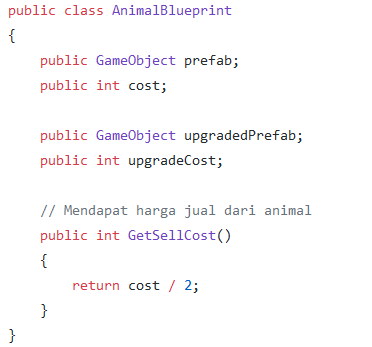 public class AnimalBlueprint
{
    public GameObject prefab;
    public int cost;

    public GameObject upgradedPrefab;
    public int upgradeCost;

    // Mendapat harga jual dari animal
    public int GetSellCost()
    {
        return cost / 2;
    }
}